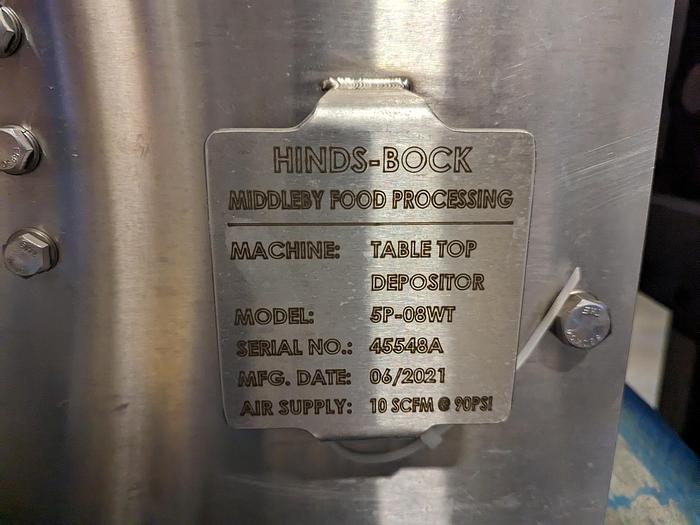 HINDS-BOCK
MIDDLEBY FOOD PROCESSING
MACHINE: TABLE TOP
DEPOSITOR
MODEL: 5P-08WT
SERIAL NO.: 45548A
MFG. DATE: 06/2021
AIR SUPPLY: 10 SCFM @ 90PSI